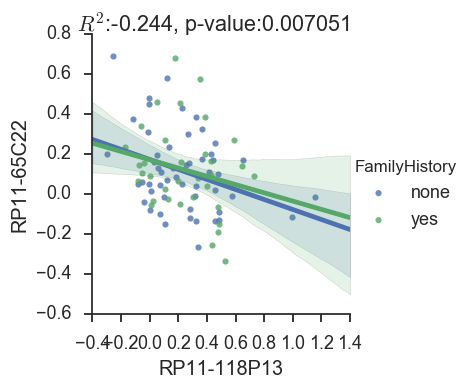 R²:-0.244, p-value:0.007051
0.8
0.6
0.4
0.2
0.0
−0.2
−0.4
−0.6
RP11-65C22
−0.4 −0.2 0.0 0.2 0.4 0.6 0.8 1.0 1.2 1.4
RP11-118P13
FamilyHistory
none
yes